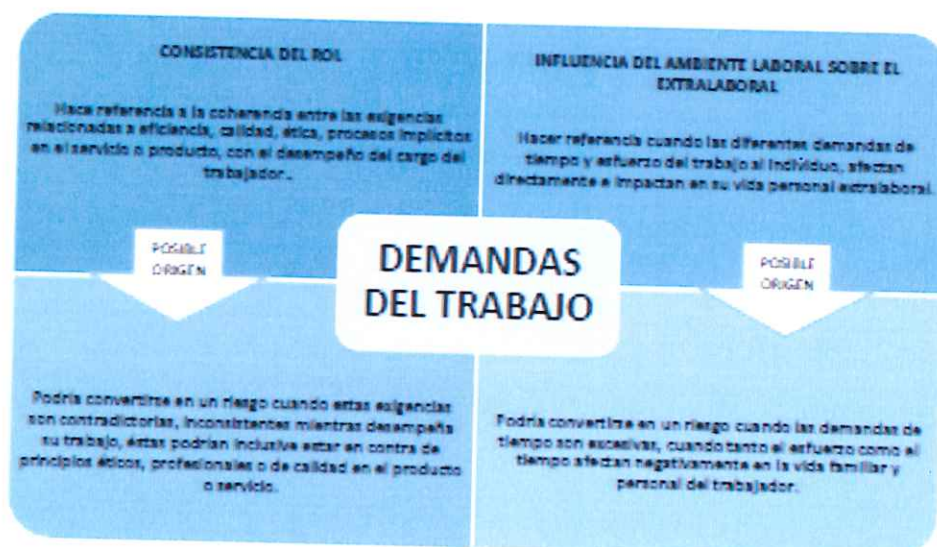 CONSISTENCIA DEL ROL
Hace referencia a la coherencia entre las exigencias
relacionadas a eficiencia, calidad, ética, procesos implícitos
en el servicio o producto, con el desempeño del cargo del
trabajador..
POSIBLE
ORIGEN
INFLUENCIA DEL AMBIENTE LABORAL SOBRE EL
EXTRALABORAL
Hacer referencia cuando las diferentes demandas de
tiempo y esfuerzo del trabajo al individuo, afectan
directamente e impactan en su vida personal extralaboral.
POSIBLE
ORIGEN
DEMANDAS
DEL TRABAJO
Podría convertirse en un riesgo cuando estas exigencias
son contradictorias, inconsistentes mientras desempeña
su trabajo, éstas podrían inclusive estar en contra de
principios éticos, profesionales o de calidad en el producto
o servicio.
Podría convertirse en un riesgo cuando las demandas de
tiempo son excesivas, cuando tanto el esfuerzo como el
tiempo afectan negativamente en la vida familiar y
personal del trabajador.